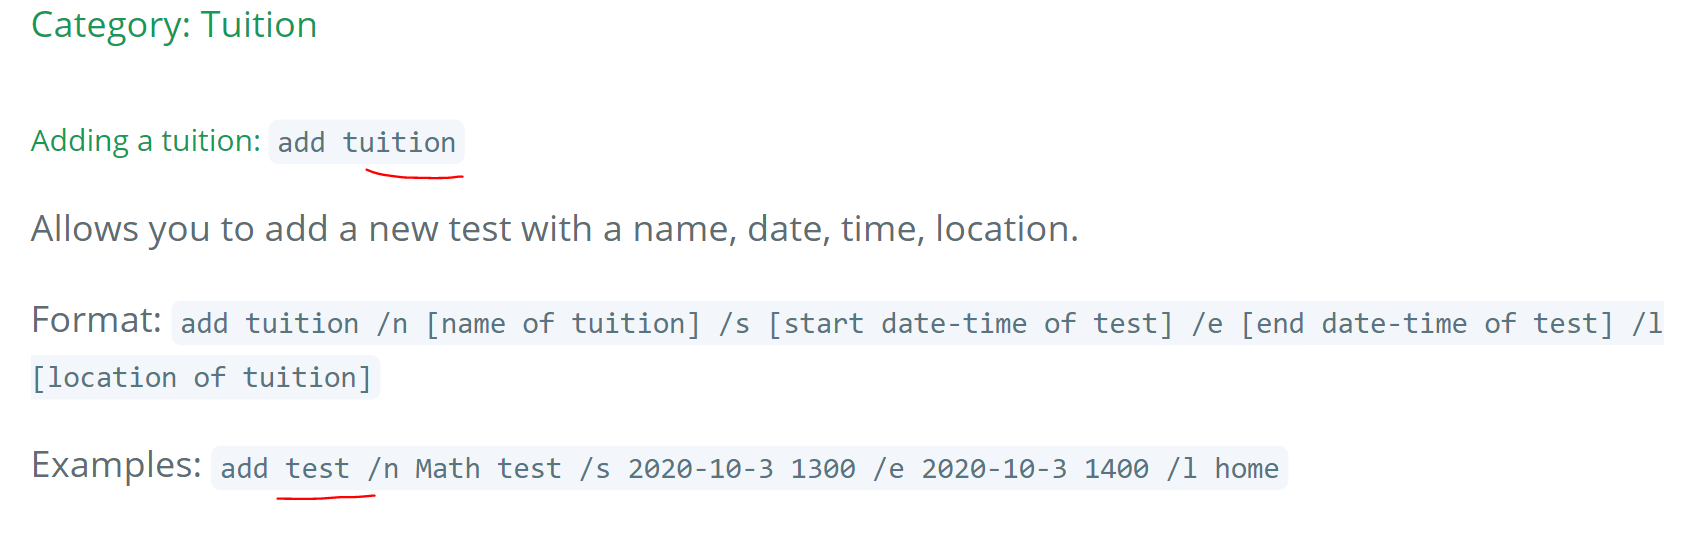 Category: Tuition
Adding a tuition: add tuition
Allows you to add a new test with a name, date, time, location.
Format: add tuition /n [name of tuition] /s [start date-time of test] /e [end date-time of test] /l
[location of tuition]
Examples: add test /n Math test /s 2020-10-3 1300 /e 2020-10-3 1400 /l home